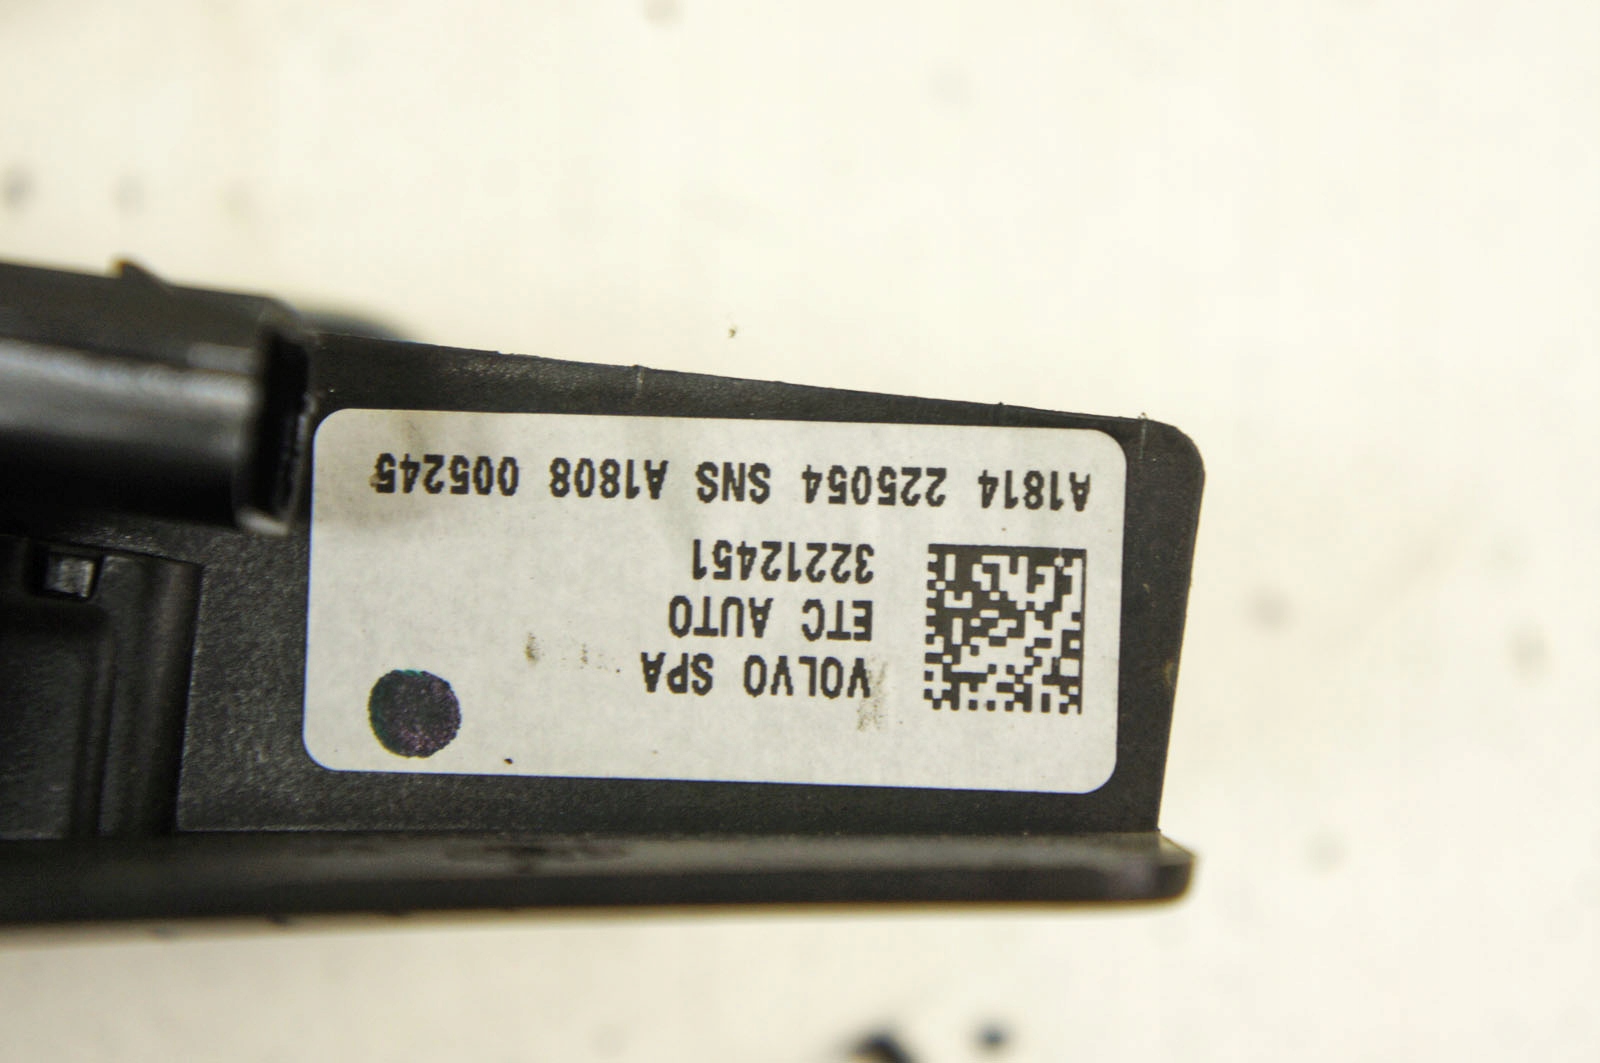 VOLVO SPA
ETC AUTO
32212451
A1814 225054 SNS A1808 005245